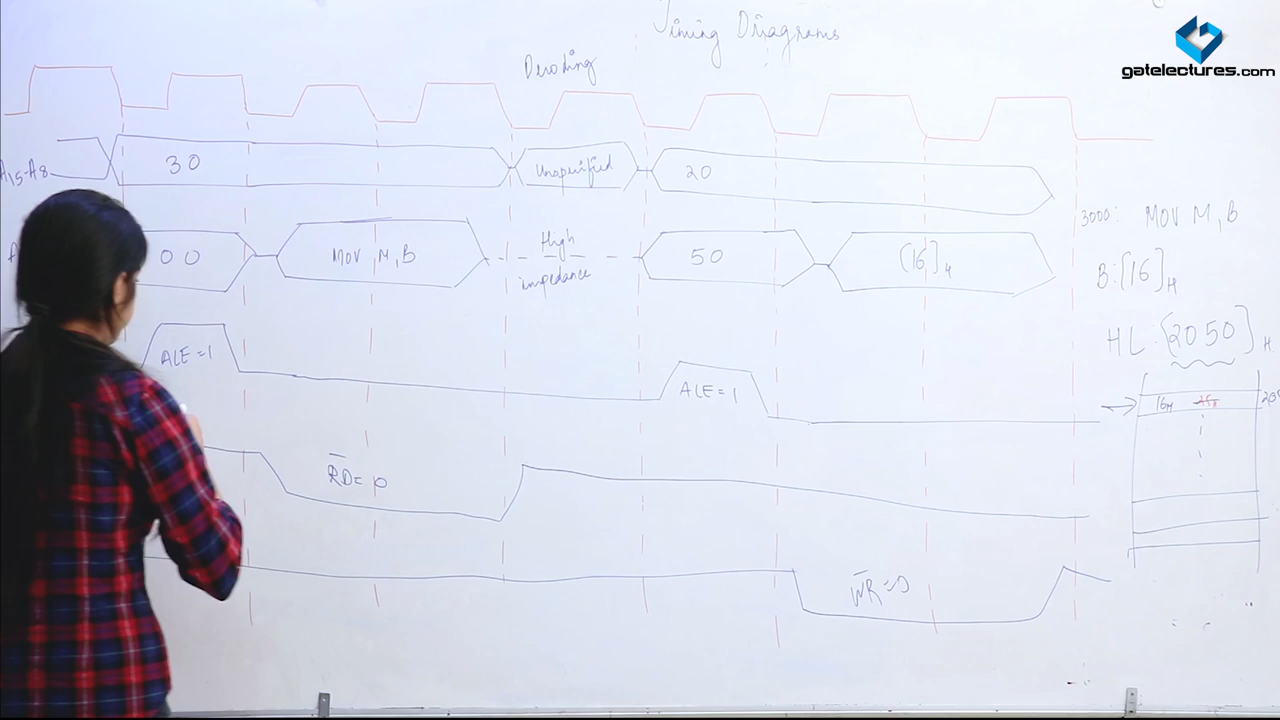 Timing Diagrams
gatelectures.com
Decoding
A15-A8
30
Unspecified
20
3000: MOV M, B
00
MOV M, B
High
impedance
50
[16]H
B:[16]H
ALE=1
ALE=1
HL:[2050]H
16H
RD=0
WR=0